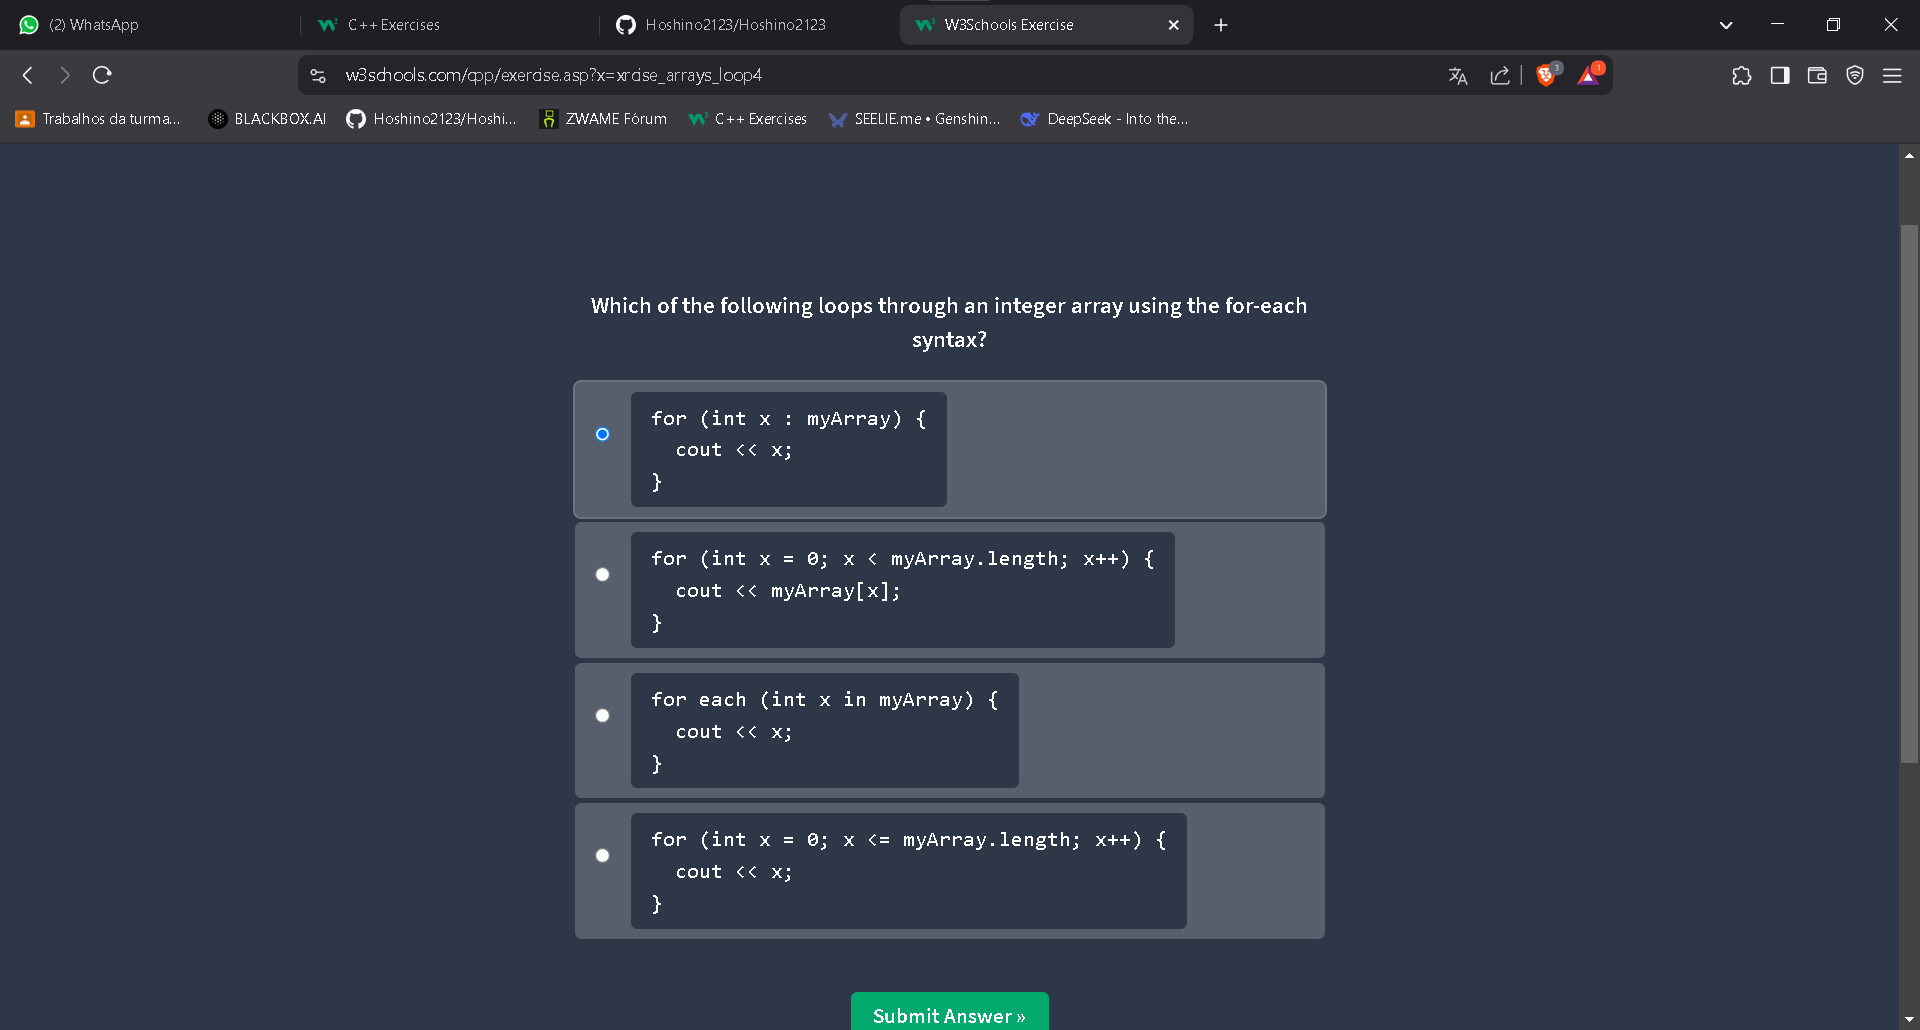 (2) WhatsApp
C++ Exercises
Hoshino2123/Hoshino2123
W3Schools Exercise
w3schools.com/cpp/exercise.asp?x=xrcise_arrays_loop4
3
1
Trabalhos da turma...
BLACKBOX.AI
Hoshino2123/Hoshi...
ZWAME Fórum
C++ Exercises
SEELIE.me • Genshin...
DeepSeek - Into the...
Which of the following loops through an integer array using the for-each
syntax?
for (int x : myArray) {
cout << x;
}
for (int x = 0; x < myArray.length; x++) {
cout << myArray[x];
}
for each (int x in myArray) {
cout << x;
}
for (int x = 0; x <= myArray.length; x++) {
cout << x;
}
Submit Answer »